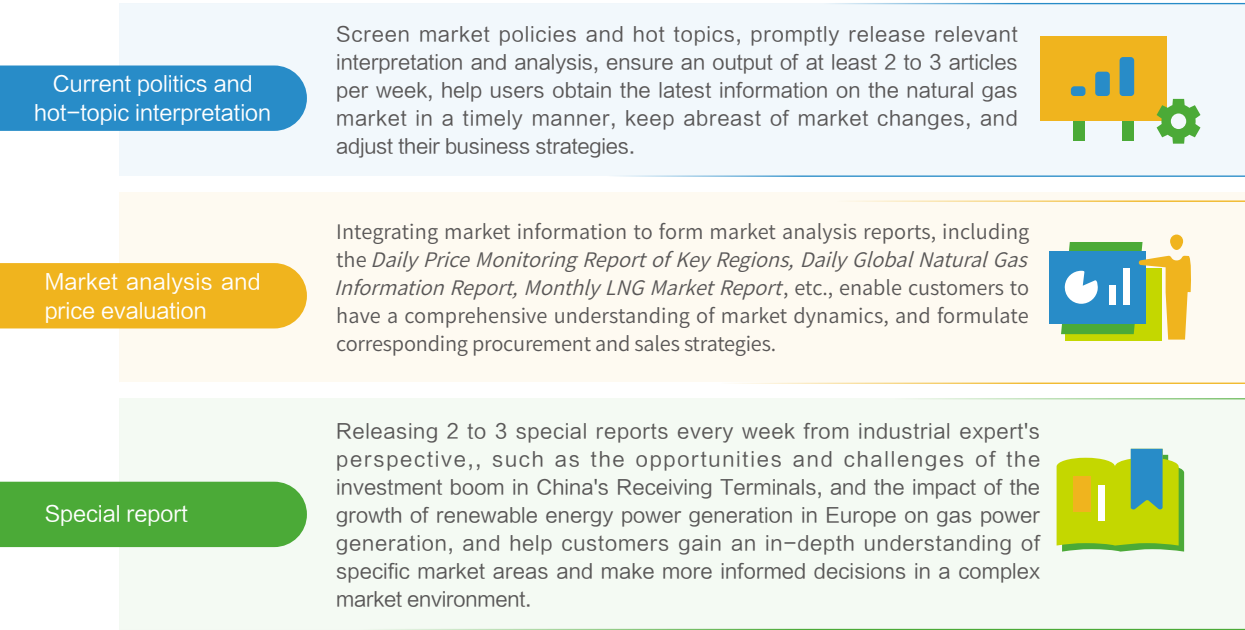 Current politics and
hot-topic interpretation
Screen market policies and hot topics, promptly release relevant
interpretation and analysis, ensure an output of at least 2 to 3 articles
per week, help users obtain the latest information on the natural gas
market in a timely manner, keep abreast of market changes, and
adjust their business strategies.
Market analysis and
price evaluation
Integrating market information to form market analysis reports, including
the Daily Price Monitoring Report of Key Regions, Daily Global Natural Gas
Information Report, Monthly LNG Market Report, etc., enable customers to
have a comprehensive understanding of market dynamics, and formulate
corresponding procurement and sales strategies.
Special report
Releasing 2 to 3 special reports every week from industrial expert's
perspective,, such as the opportunities and challenges of the
investment boom in China's Receiving Terminals, and the impact of the
growth of renewable energy power generation in Europe on gas power
generation, and help customers gain an in-depth understanding of
specific market areas and make more informed decisions in a complex
market environment.